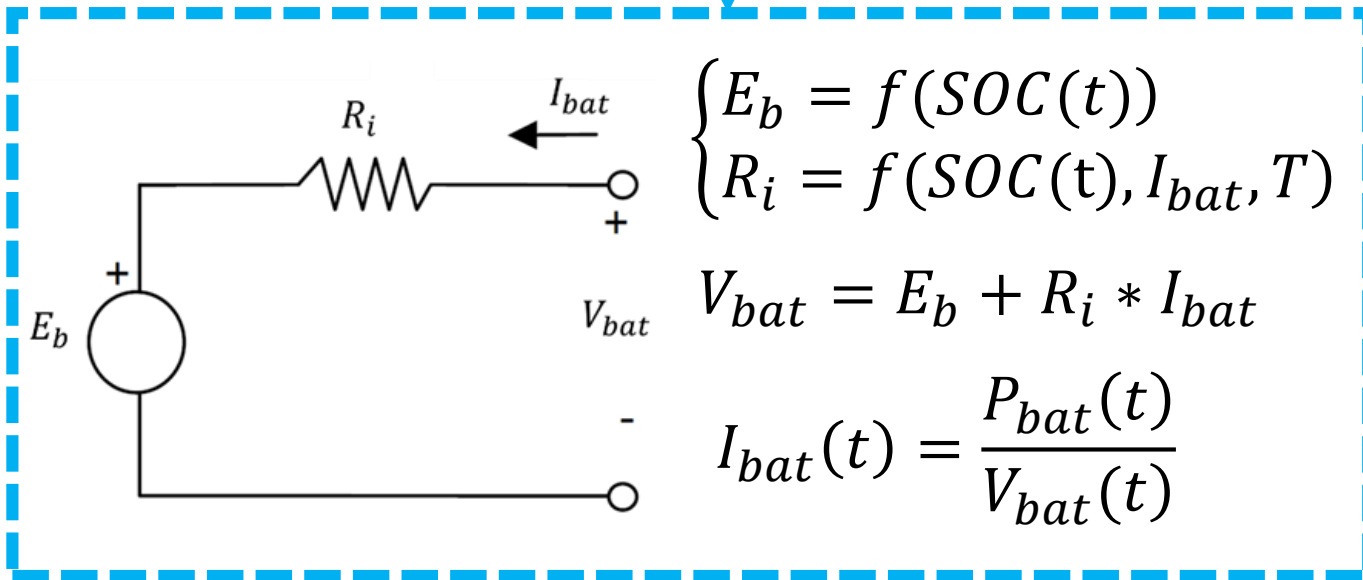 R_i
I_bat
+
+
E_b
V_bat
-
E_b = f(SOC(t))
R_i = f(SOC(t), I_bat, T)
V_bat = E_b + R_i * I_bat
I_bat(t) = P_bat(t) / V_bat(t)